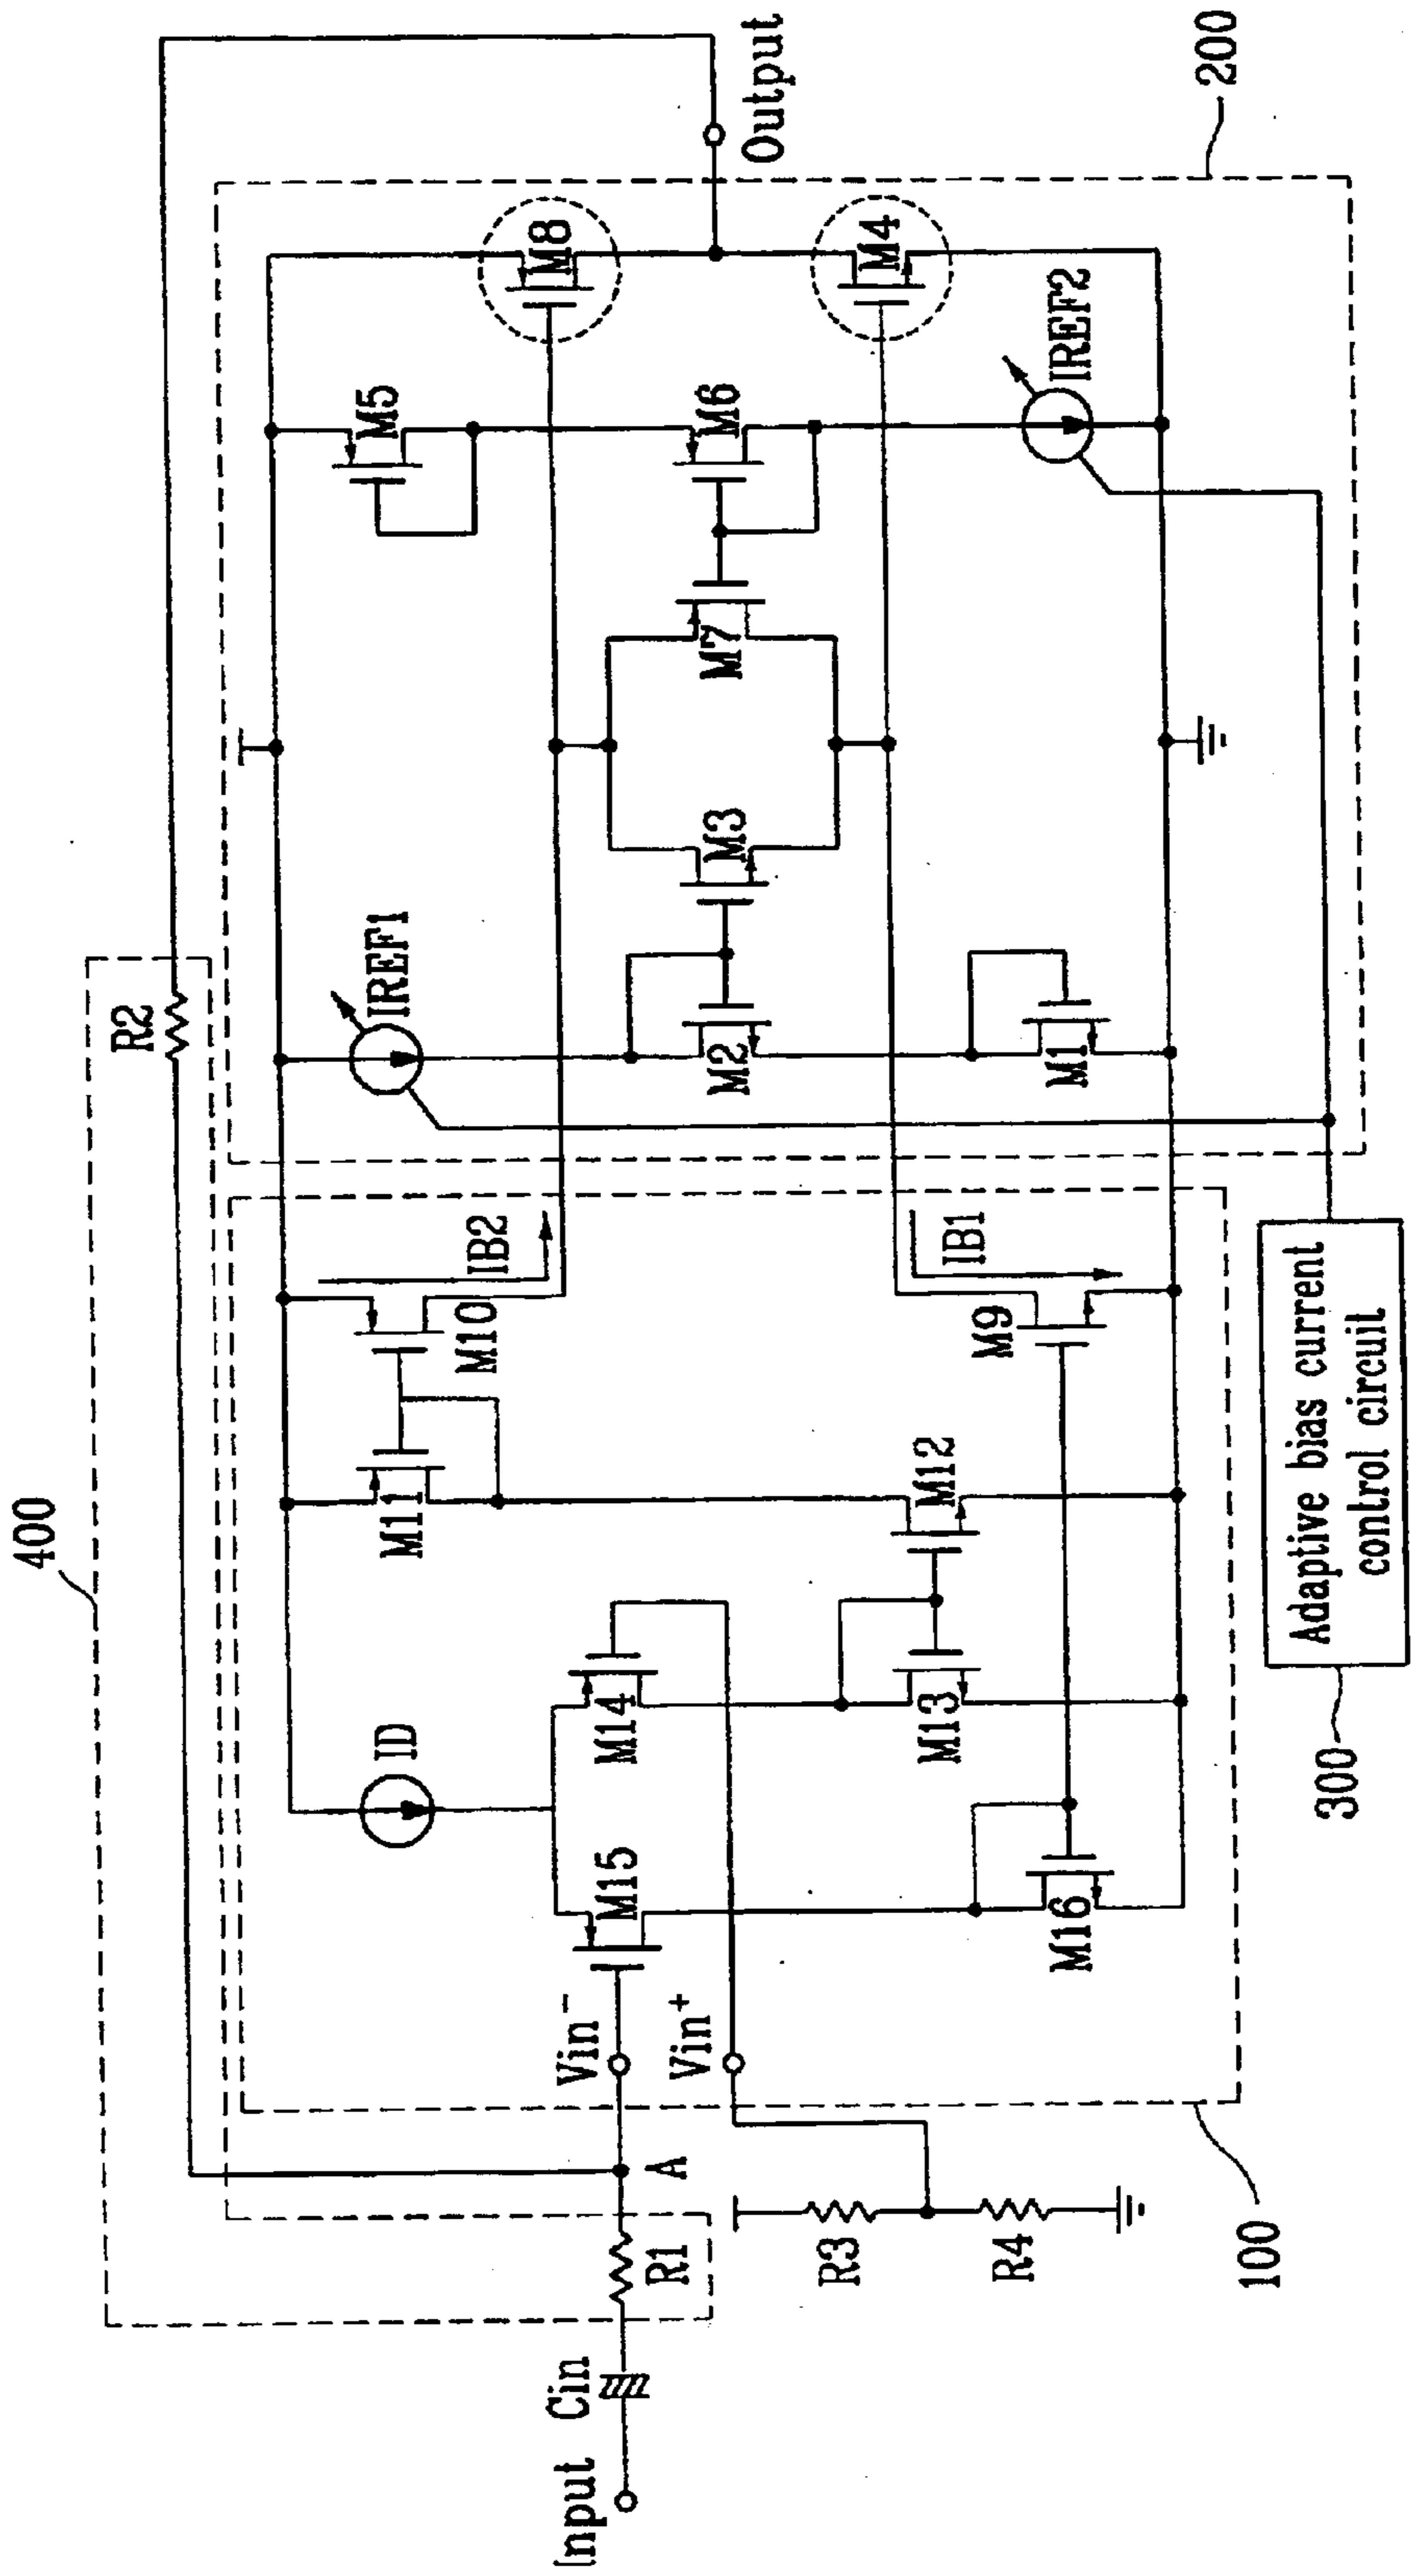 400
R2
Input
Cin
R1
A
Vin-
Vin+
R3
R4
ID
M15
M14
M16
M13
M12
M11
M10
M9
IB2
IB1
IREF1
M2
M1
M3
M7
M5
M6
IREF2
M8
M4
Output
100
200
300
Adaptive bias current
control circuit